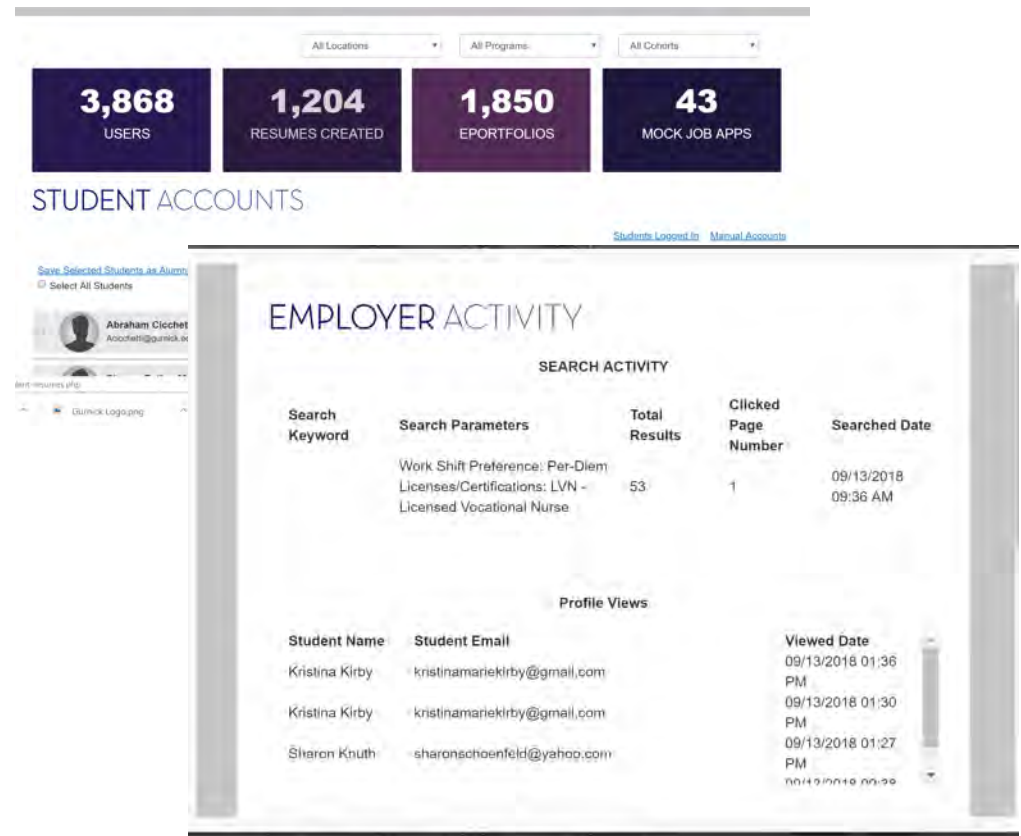 All Locations
All Programs
All Cohorts
3,868
USERS
1,204
RESUMES CREATED
1,850
EPORTFOLIOS
43
MOCK JOB APPS
STUDENT ACCOUNTS
Students Logged In Manual Accounts
Save Selected Students as Alumni
Select All Students
Abraham Cicchet
Gurnick Logo.png
EMPLOYER ACTIVITY
SEARCH ACTIVITY
Search
Keyword
Search Parameters
Total
Results
Clicked
Page
Number
Searched Date
Work Shift Preference: Per-Diem
Licenses/Certifications: LVN -
Licensed Vocational Nurse
53
1
09/13/2018
09:36 AM
Profile Views
Student Name Student Email Viewed Date
Kristina Kirby kristinamariekirby@gmail.com 09/13/2018 01:36
PM
Kristina Kirby kristinamariekirby@gmail.com 09/13/2018 01:30
PM
Sharon Knuth sharonschoenfeld@yahoo.com 09/13/2018 01:27
PM